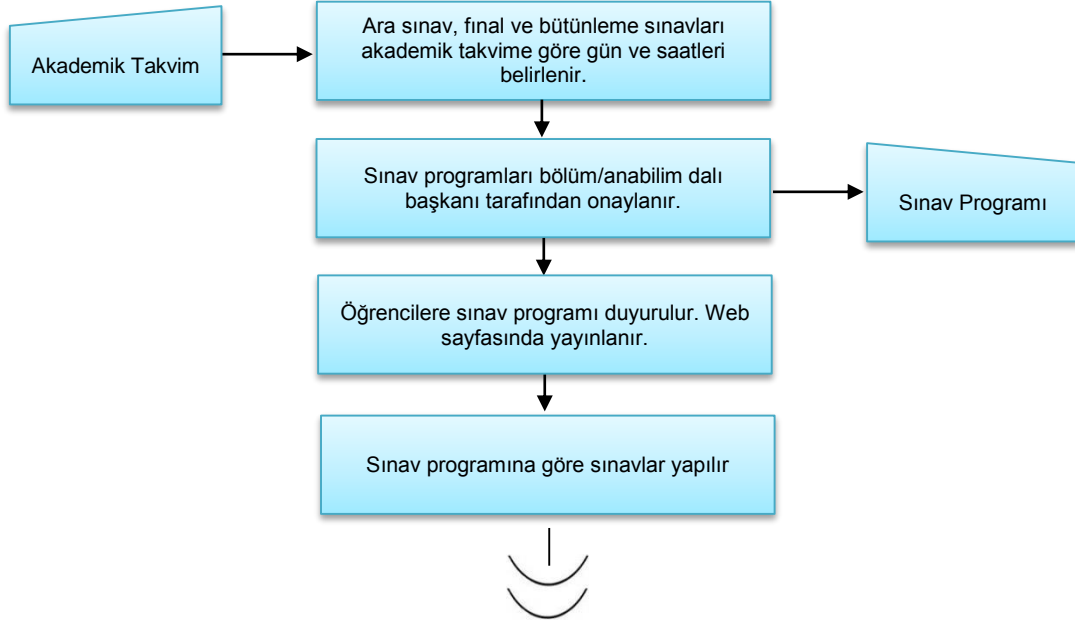 Akademik Takvim
Ara sınav, fınal ve bütünleme sınavları
akademik takvime göre gün ve saatleri
belirlenir.
Sınav programları bölüm/anabilim dalı
başkanı tarafından onaylanır.
Sınav Programı
Öğrencilere sınav programı duyurulur. Web
sayfasında yayınlanır.
Sınav programına göre sınavlar yapılır